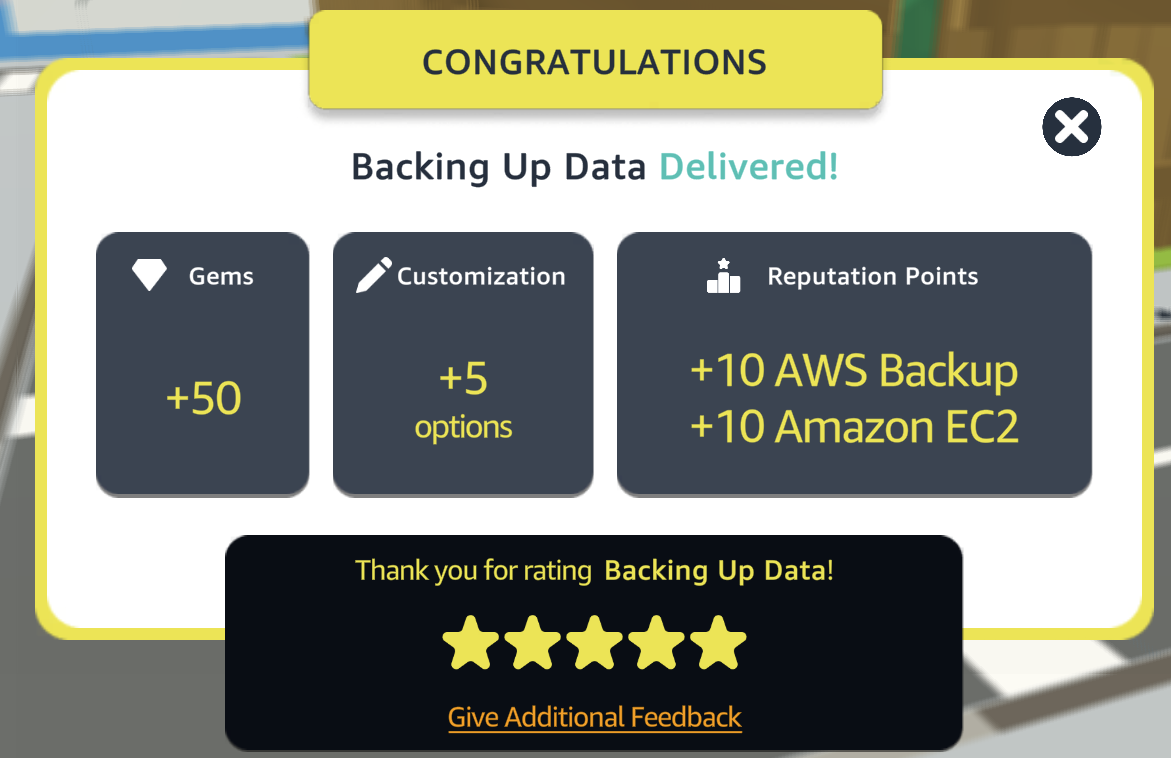 CONGRATULATIONS
Backing Up Data Delivered!
Gems
+50
Customization
+5
options
Reputation Points
+10 AWS Backup
+10 Amazon EC2
Thank you for rating Backing Up Data!
Give Additional Feedback